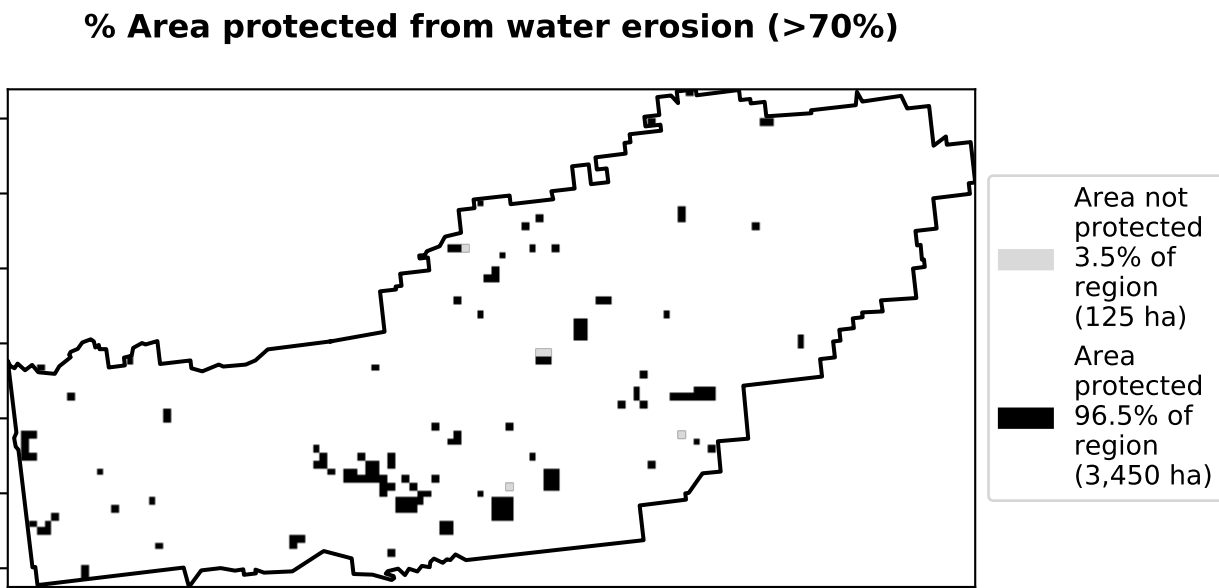 % Area protected from water erosion (>70%)
Area not
protected
3.5% of
region
(125 ha)
Area
protected
96.5% of
region
(3,450 ha)